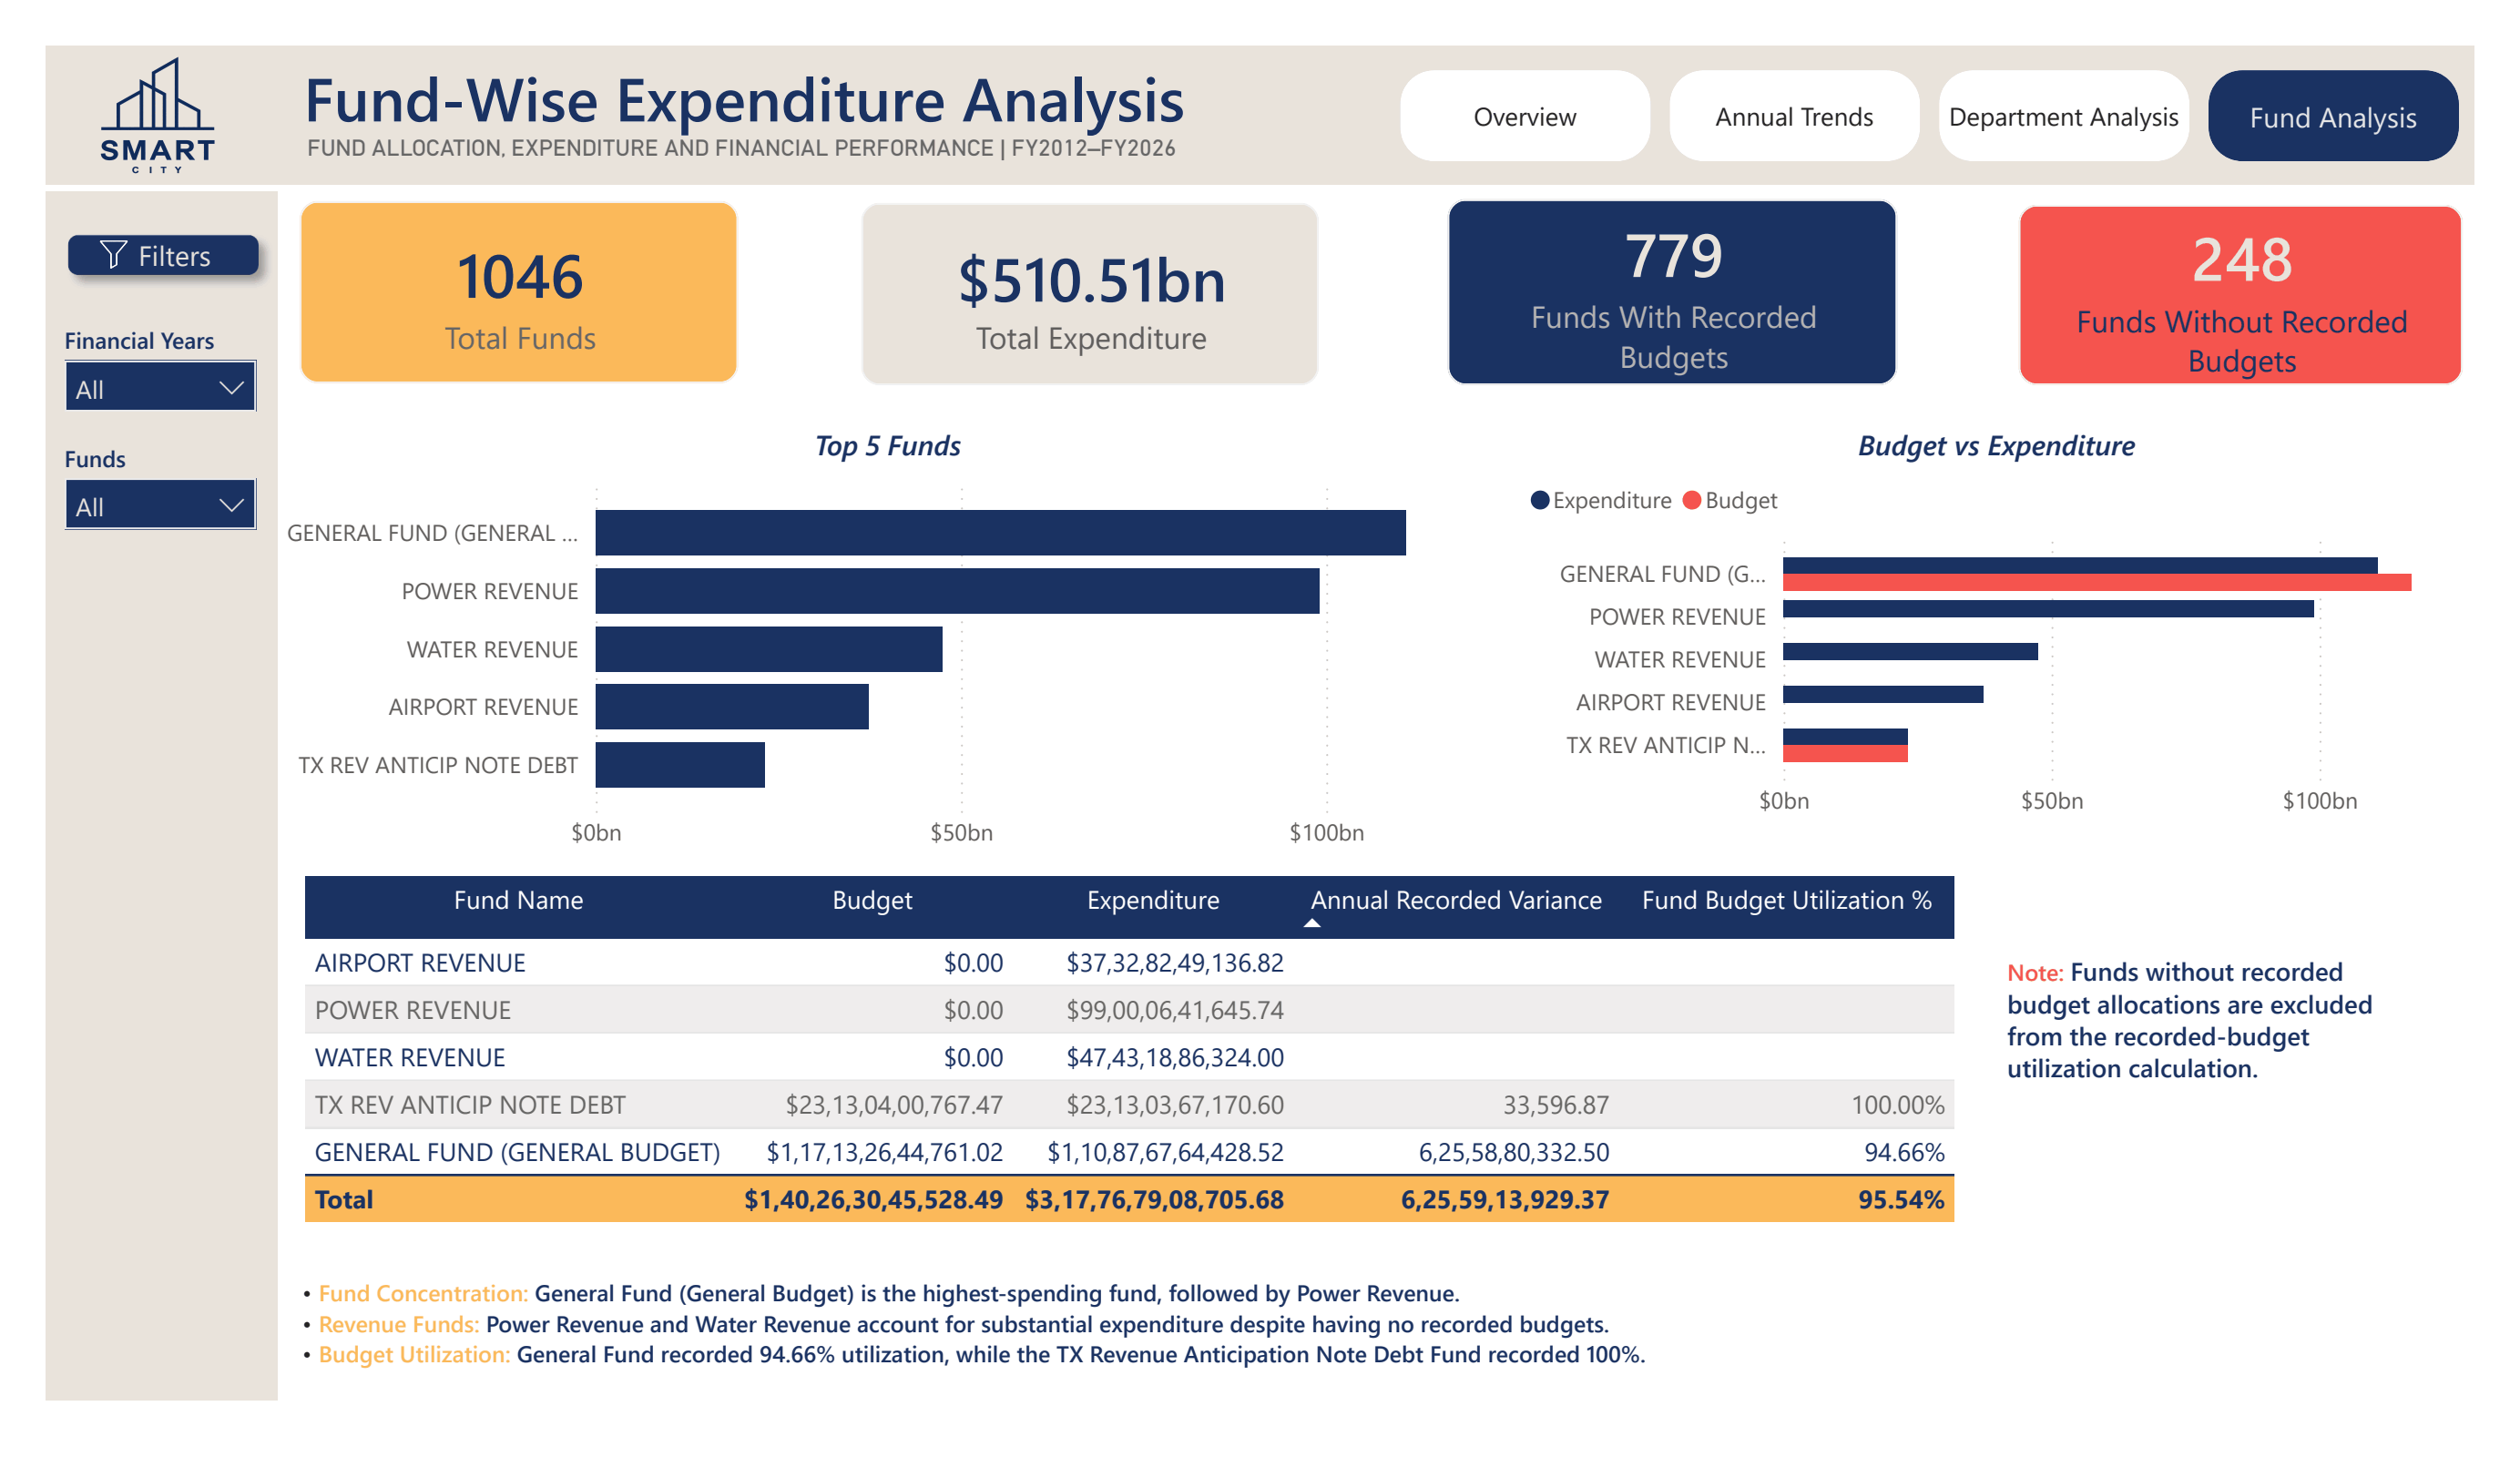 SMART
CITY
Fund-Wise Expenditure Analysis
FUND ALLOCATION, EXPENDITURE AND FINANCIAL PERFORMANCE | FY2012–FY2026
Overview
Annual Trends
Department Analysis
Fund Analysis
Filters
Financial Years
All
Funds
All
1046
Total Funds
$510.51bn
Total Expenditure
779
Funds With Recorded
Budgets
248
Funds Without Recorded
Budgets
Top 5 Funds
GENERAL FUND (GENERAL ...
POWER REVENUE
WATER REVENUE
AIRPORT REVENUE
TX REV ANTICIP NOTE DEBT
$0bn $50bn $100bn
Budget vs Expenditure
Expenditure Budget
GENERAL FUND (G...
POWER REVENUE
WATER REVENUE
AIRPORT REVENUE
TX REV ANTICIP N...
$0bn $50bn $100bn
Fund Name Budget Expenditure Annual Recorded Variance Fund Budget Utilization %
AIRPORT REVENUE $0.00 $37,32,82,49,136.82
POWER REVENUE $0.00 $99,00,06,41,645.74
WATER REVENUE $0.00 $47,43,18,86,324.00
TX REV ANTICIP NOTE DEBT $23,13,04,00,767.47 $23,13,03,67,170.60 33,596.87 100.00%
GENERAL FUND (GENERAL BUDGET) $1,17,13,26,44,761.02 $1,10,87,67,64,428.52 6,25,58,80,332.50 94.66%
Total $1,40,26,30,45,528.49 $3,17,76,79,08,705.68 6,25,59,13,929.37 95.54%
Note: Funds without recorded
budget allocations are excluded
from the recorded-budget
utilization calculation.
• Fund Concentration: General Fund (General Budget) is the highest-spending fund, followed by Power Revenue.
• Revenue Funds: Power Revenue and Water Revenue account for substantial expenditure despite having no recorded budgets.
• Budget Utilization: General Fund recorded 94.66% utilization, while the TX Revenue Anticipation Note Debt Fund recorded 100%.